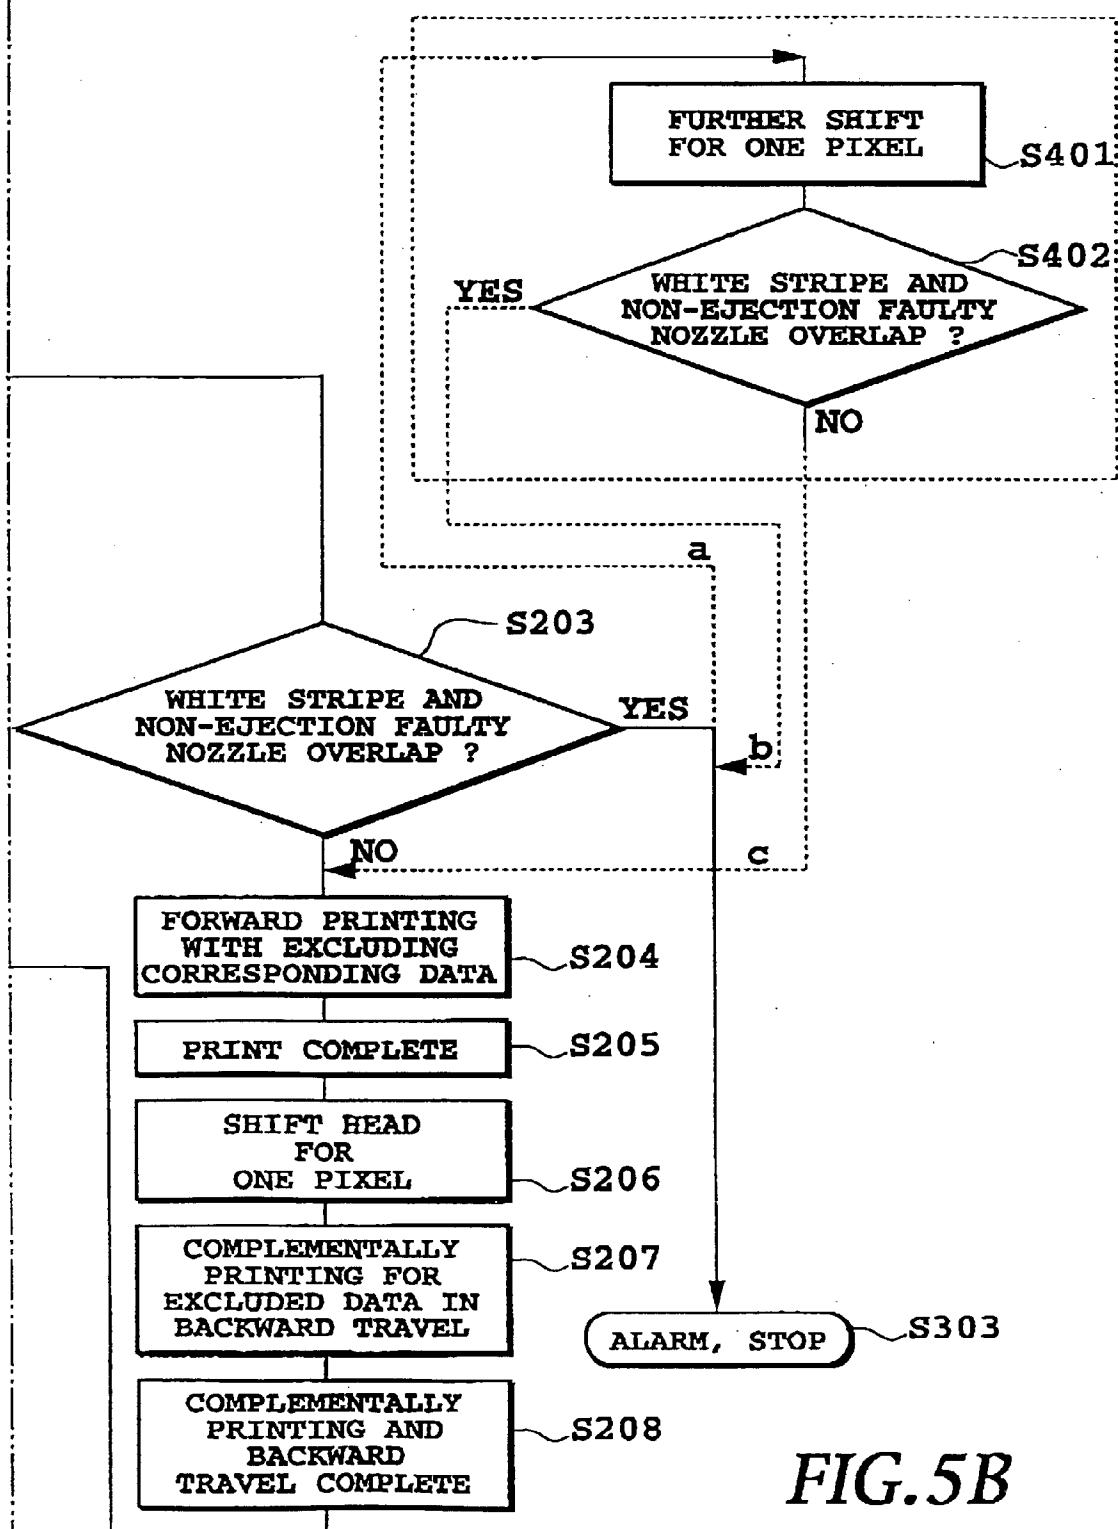 FURTHER SHIFT
FOR ONE PIXEL
S401
S402
WHITE STRIPE AND
NON-EJECTION FAULTY
NOZZLE OVERLAP ?
YES
NO
a
S203
WHITE STRIPE AND
NON-EJECTION FAULTY
NOZZLE OVERLAP ?
YES
b
NO
c
FORWARD PRINTING
WITH EXCLUDING
CORRESPONDING DATA
S204
PRINT COMPLETE
S205
SHIFT HEAD
FOR
ONE PIXEL
S206
COMPLEMENTALLY
PRINTING FOR
EXCLUDED DATA IN
BACKWARD TRAVEL
S207
ALARM, STOP
S303
COMPLEMENTALLY
PRINTING AND
BACKWARD
TRAVEL COMPLETE
S208
FIG.5B